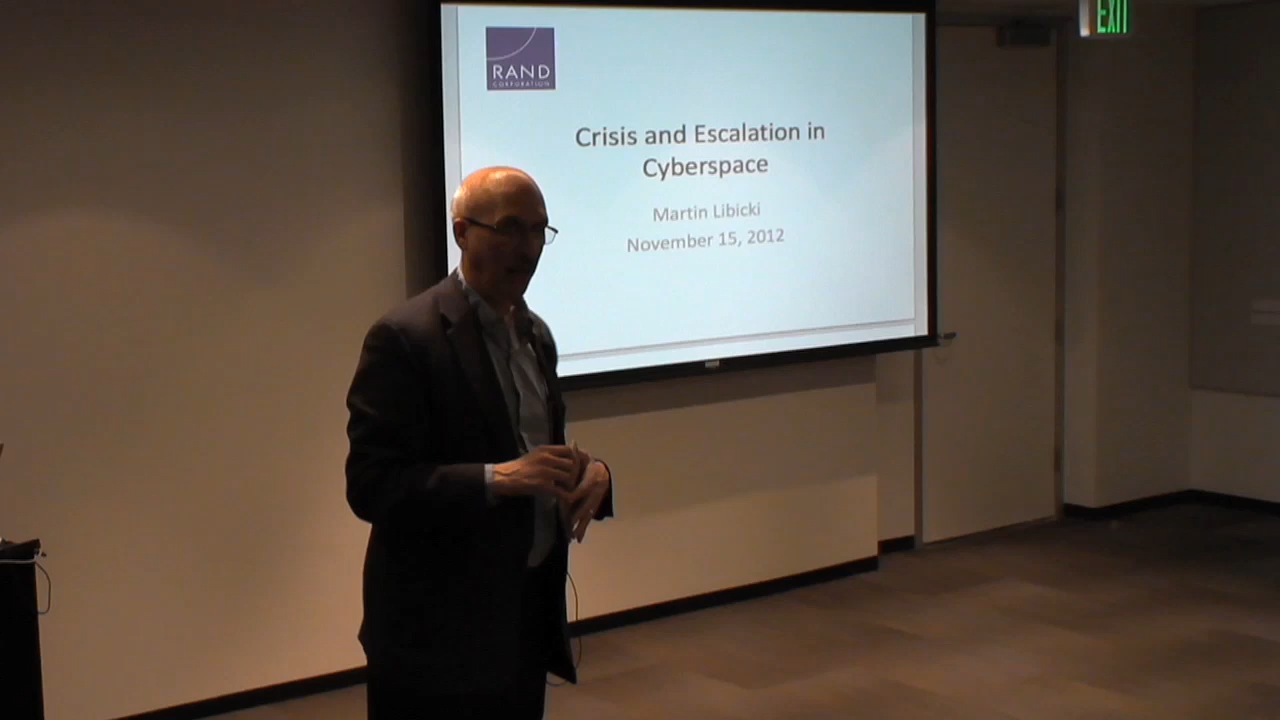 EXIT
RAND
CORPORATION
Crisis and Escalation in
Cyberspace
Martin Libicki
November 15, 2012